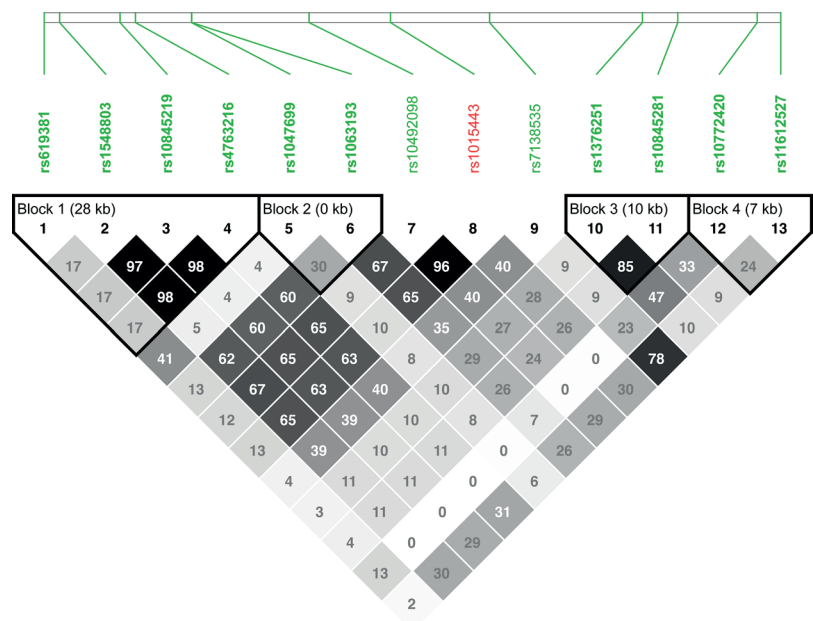 rs619381
rs1548803
rs10845219
rs4763216
rs1047699
rs1063193
rs10492098
rs1015443
rs7138535
rs1376251
rs10845281
rs10772420
rs11612527
Block 1 (28 kb)
Block 2 (0 kb)
Block 3 (10 kb)
Block 4 (7 kb)
1 2 3 4 5 6 7 8 9 10 11 12 13
17 97 98 4 30 67 96 40 9 85 33 24
17 98 4 60 9 65 40 28 9 47 9
17 5 60 65 10 35 27 26 23 10
41 62 65 63 8 29 24 0 78
13 67 63 40 10 26 0 30
12 65 39 10 8 7 29
13 39 10 11 0 26
4 11 11 0 6
3 11 0 31
4 0 29
13 30
2